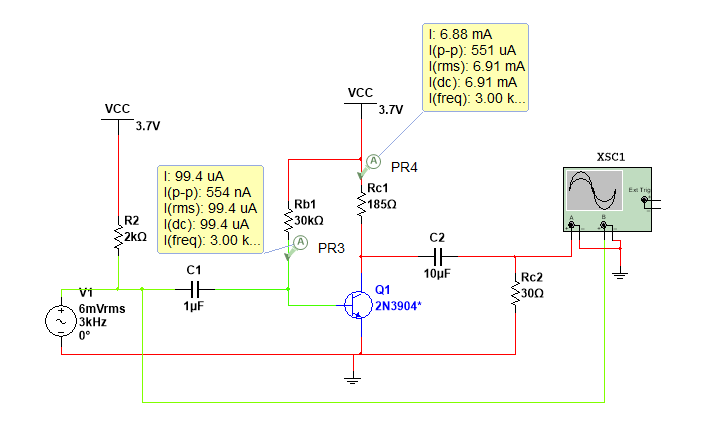 I: 6.88 mA
I(p-p): 551 uA
I(rms): 6.91 mA
I(dc): 6.91 mA
I(freq): 3.00 k...
VCC
3.7V
VCC
3.7V
A
PR4
I: 99.4 uA
I(p-p): 554 nA
I(rms): 99.4 uA
I(dc): 99.4 uA
I(freq): 3.00 k...
XSC1
Ext Trig
A
B
Rc1
185Ω
Rb1
30kΩ
R2
2kΩ
A
PR3
C2
10µF
C1
1µF
Rc2
30Ω
Q1
2N3904*
V1
6mVrms
3kHz
0°